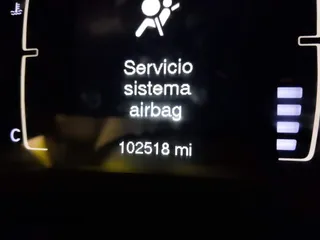 Servicio
sistema
airbag
C
102518 mi